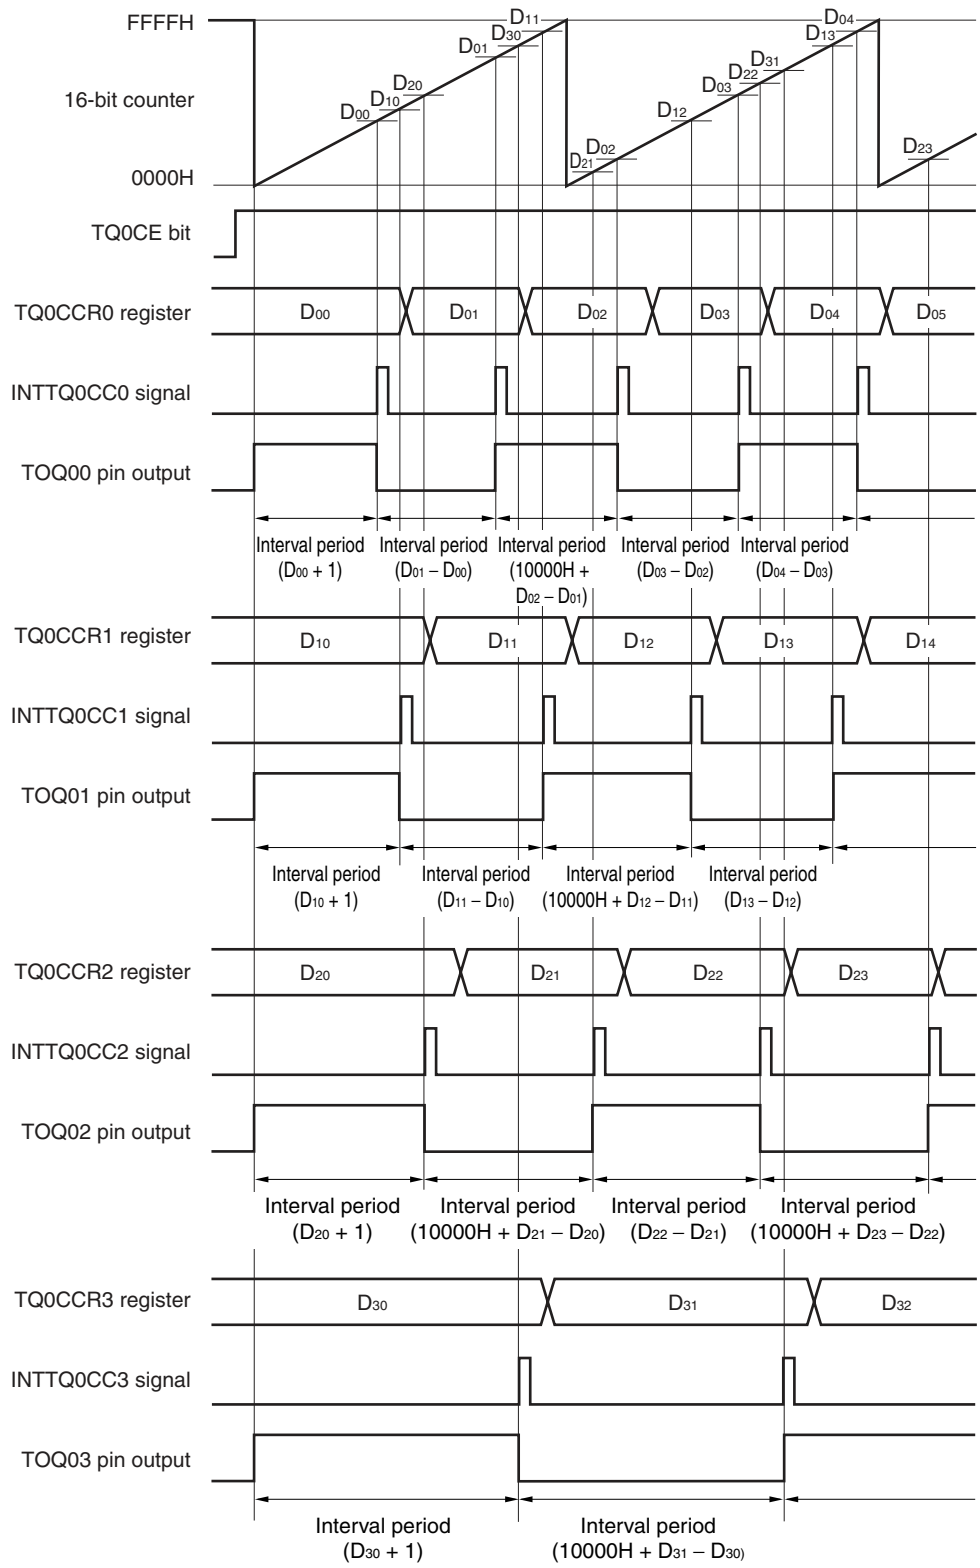 FFFFH
D11
D04
D30
D13
D01
D31
D22
16-bit counter
D20
D03
D10
D00
D12
D02
D23
D21
0000H
TQ0CE bit
TQ0CCR0 register
D00
D01
D02
D03
D04
D05
INTTQ0CC0 signal
TOQ00 pin output
Interval period
(D00 + 1)
Interval period
(D01 – D00)
Interval period
(10000H +
D02 – D01)
Interval period
(D03 – D02)
Interval period
(D04 – D03)
TQ0CCR1 register
D10
D11
D12
D13
D14
INTTQ0CC1 signal
TOQ01 pin output
Interval period
(D10 + 1)
Interval period
(D11 – D10)
Interval period
(10000H + D12 – D11)
Interval period
(D13 – D12)
TQ0CCR2 register
D20
D21
D22
D23
INTTQ0CC2 signal
TOQ02 pin output
Interval period
(D20 + 1)
Interval period
(10000H + D21 – D20)
Interval period
(D22 – D21)
Interval period
(10000H + D23 – D22)
TQ0CCR3 register
D30
D31
D32
INTTQ0CC3 signal
TOQ03 pin output
Interval period
(D30 + 1)
Interval period
(10000H + D31 – D30)